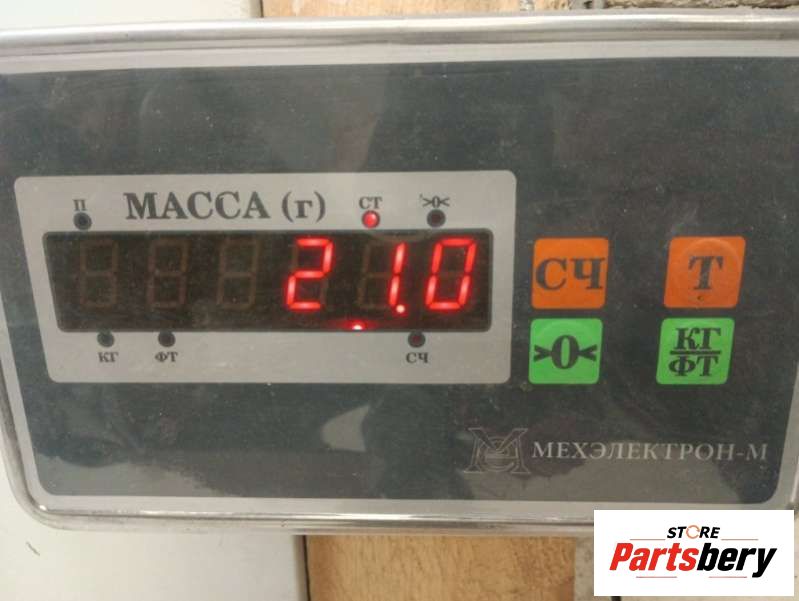 П МАССА (г) СТ >0<
21.0
КГ ФТ СЧ
СЧ Т
>0< КГ
ФТ
МЕХЭЛЕКТРОН-М
STORE
Partsbery